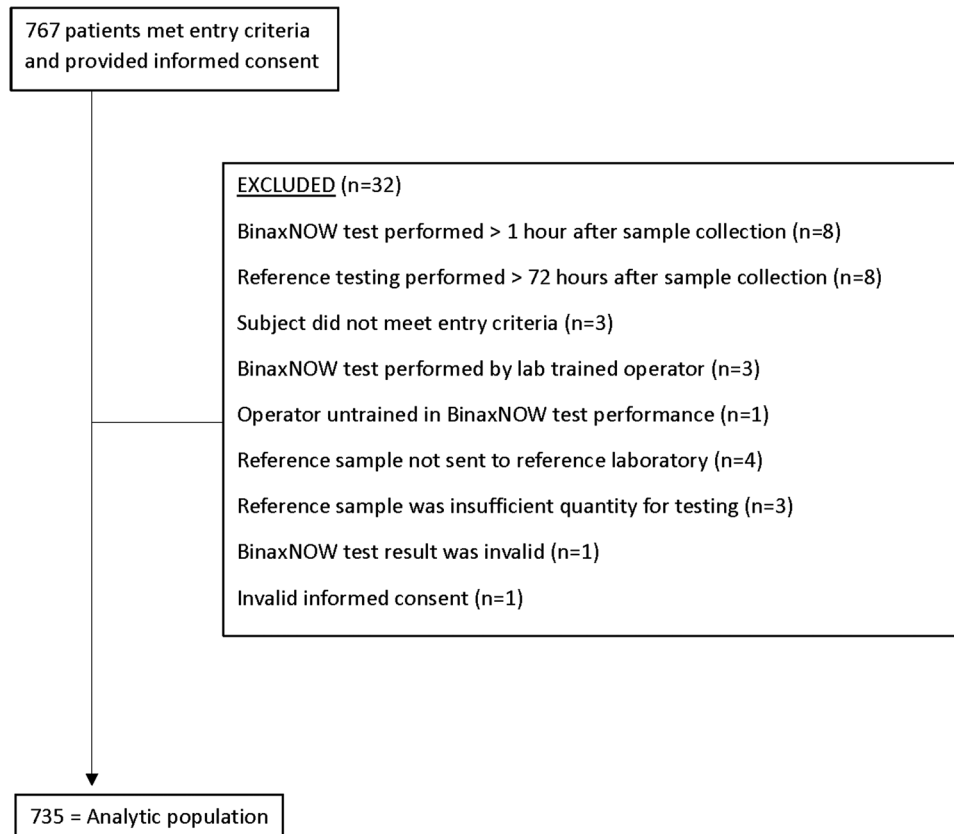 767 patients met entry criteria
and provided informed consent
EXCLUDED (n=32)
BinaxNOW test performed > 1 hour after sample collection (n=8)
Reference testing performed > 72 hours after sample collection (n=8)
Subject did not meet entry criteria (n=3)
BinaxNOW test performed by lab trained operator (n=3)
Operator untrained in BinaxNOW test performance (n=1)
Reference sample not sent to reference laboratory (n=4)
Reference sample was insufficient quantity for testing (n=3)
BinaxNOW test result was invalid (n=1)
Invalid informed consent (n=1)
735 = Analytic population